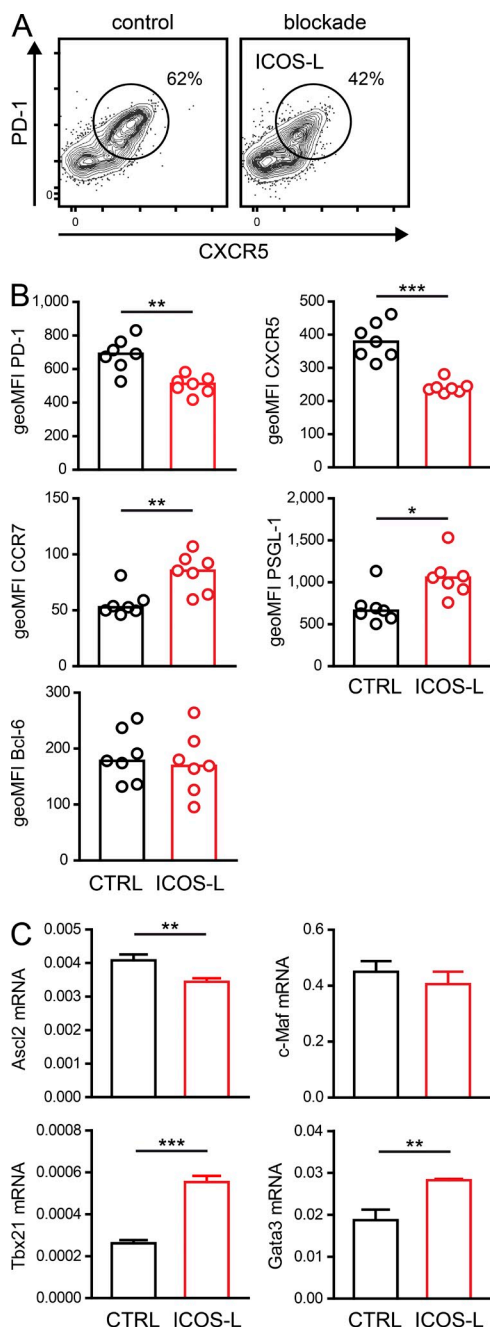 A
control
blockade
62%
ICOS-L
42%
PD-1
0
0
0
CXCR5
B
geoMFI PD-1
1,000
800
600
400
200
0
**
geoMFI CXCR5
500
400
300
200
100
0
***
geoMFI CCR7
150
100
50
0
**
geoMFI PSGL-1
2,000
1,500
1,000
500
0
*
CTRL ICOS-L
geoMFI Bcl-6
300
200
100
0
CTRL ICOS-L
C
Ascl2 mRNA
0.005
0.004
0.003
0.002
0.001
0.000
**
c-Maf mRNA
0.6
0.4
0.2
0.0
Tbx21 mRNA
0.0008
0.0006
0.0004
0.0002
0.0000
***
CTRL ICOS-L
Gata3 mRNA
0.04
0.03
0.02
0.01
0.00
**
CTRL ICOS-L